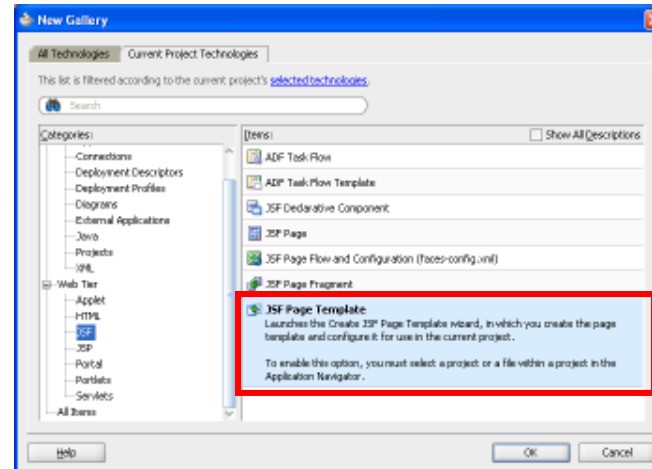 New Gallery
All Technologies Current Project Technologies
This list is filtered according to the current project's selected technologies.
Search
Categories:
Connections
Deployment Descriptors
Deployment Profiles
Diagrams
External Applications
Java
Projects
XML
Web Tier
Applet
HTML
JSF
JSP
Portal
Portlets
Servlets
All Items
Items:
Show All Descriptions
ADF Task Flow
ADF Task Flow Template
JSF Declarative Component
JSF Page
JSF Page Flow and Configuration (faces-config.xml)
JSF Page Fragment
JSF Page Template
Launches the Create JSF Page Template wizard, in which you create the page
template and configure it for use in the current project.
To enable this option, you must select a project or a file within a project in the
Application Navigator.
Help
OK
Cancel